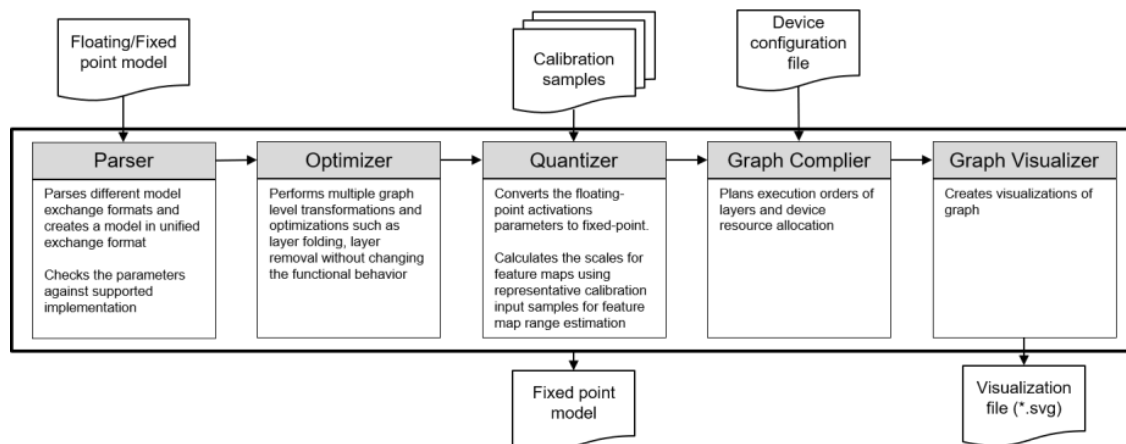 Floating/Fixed
point model
Calibration
samples
Device
configuration
file
Parser
Parses different model
exchange formats and
creates a model in unified
exchange format
Checks the parameters
against supported
implementation
Optimizer
Performs multiple graph
level transformations and
optimizations such as
layer folding, layer
removal without changing
the functional behavior
Quantizer
Converts the floating-
point activations
parameters to fixed-point.
Calculates the scales for
feature maps using
representative calibration
input samples for feature
map range estimation
Graph Complier
Plans execution orders of
layers and device
resource allocation
Graph Visualizer
Creates visualizations of
graph
Fixed point
model
Visualization
file (*.svg)